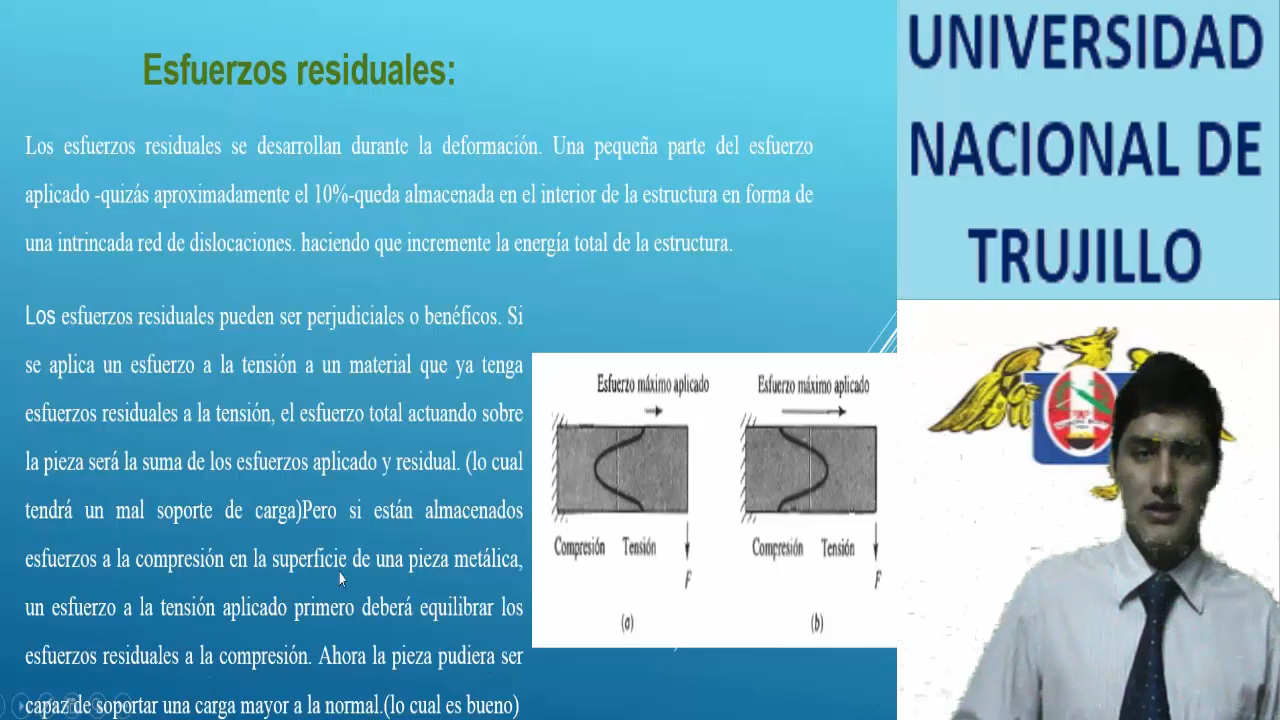 Esfuerzos residuales:
Los esfuerzos residuales se desarrollan durante la deformación. Una pequeña parte del esfuerzo
aplicado -quizás aproximadamente el 10%-queda almacenada en el interior de la estructura en forma de
una intrincada red de dislocaciones. haciendo que incremente la energía total de la estructura.
Los esfuerzos residuales pueden ser perjudiciales o benéficos. Si
se aplica un esfuerzo a la tensión a un material que ya tenga
esfuerzos residuales a la tensión, el esfuerzo total actuando sobre
la pieza será la suma de los esfuerzos aplicado y residual. (lo cual
tendrá un mal soporte de carga)Pero si están almacenados
esfuerzos a la compresión en la superficie de una pieza metálica,
un esfuerzo a la tensión aplicado primero deberá equilibrar los
esfuerzos residuales a la compresión. Ahora la pieza pudiera ser
capaz de soportar una carga mayor a la normal.(lo cual es bueno)
Esfuerzo máximo aplicado
Compresión Tensión
F
(a)
Esfuerzo máximo aplicado
Compresión Tensión
F
(b)
UNIVERSIDAD
NACIONAL DE
TRUJILLO